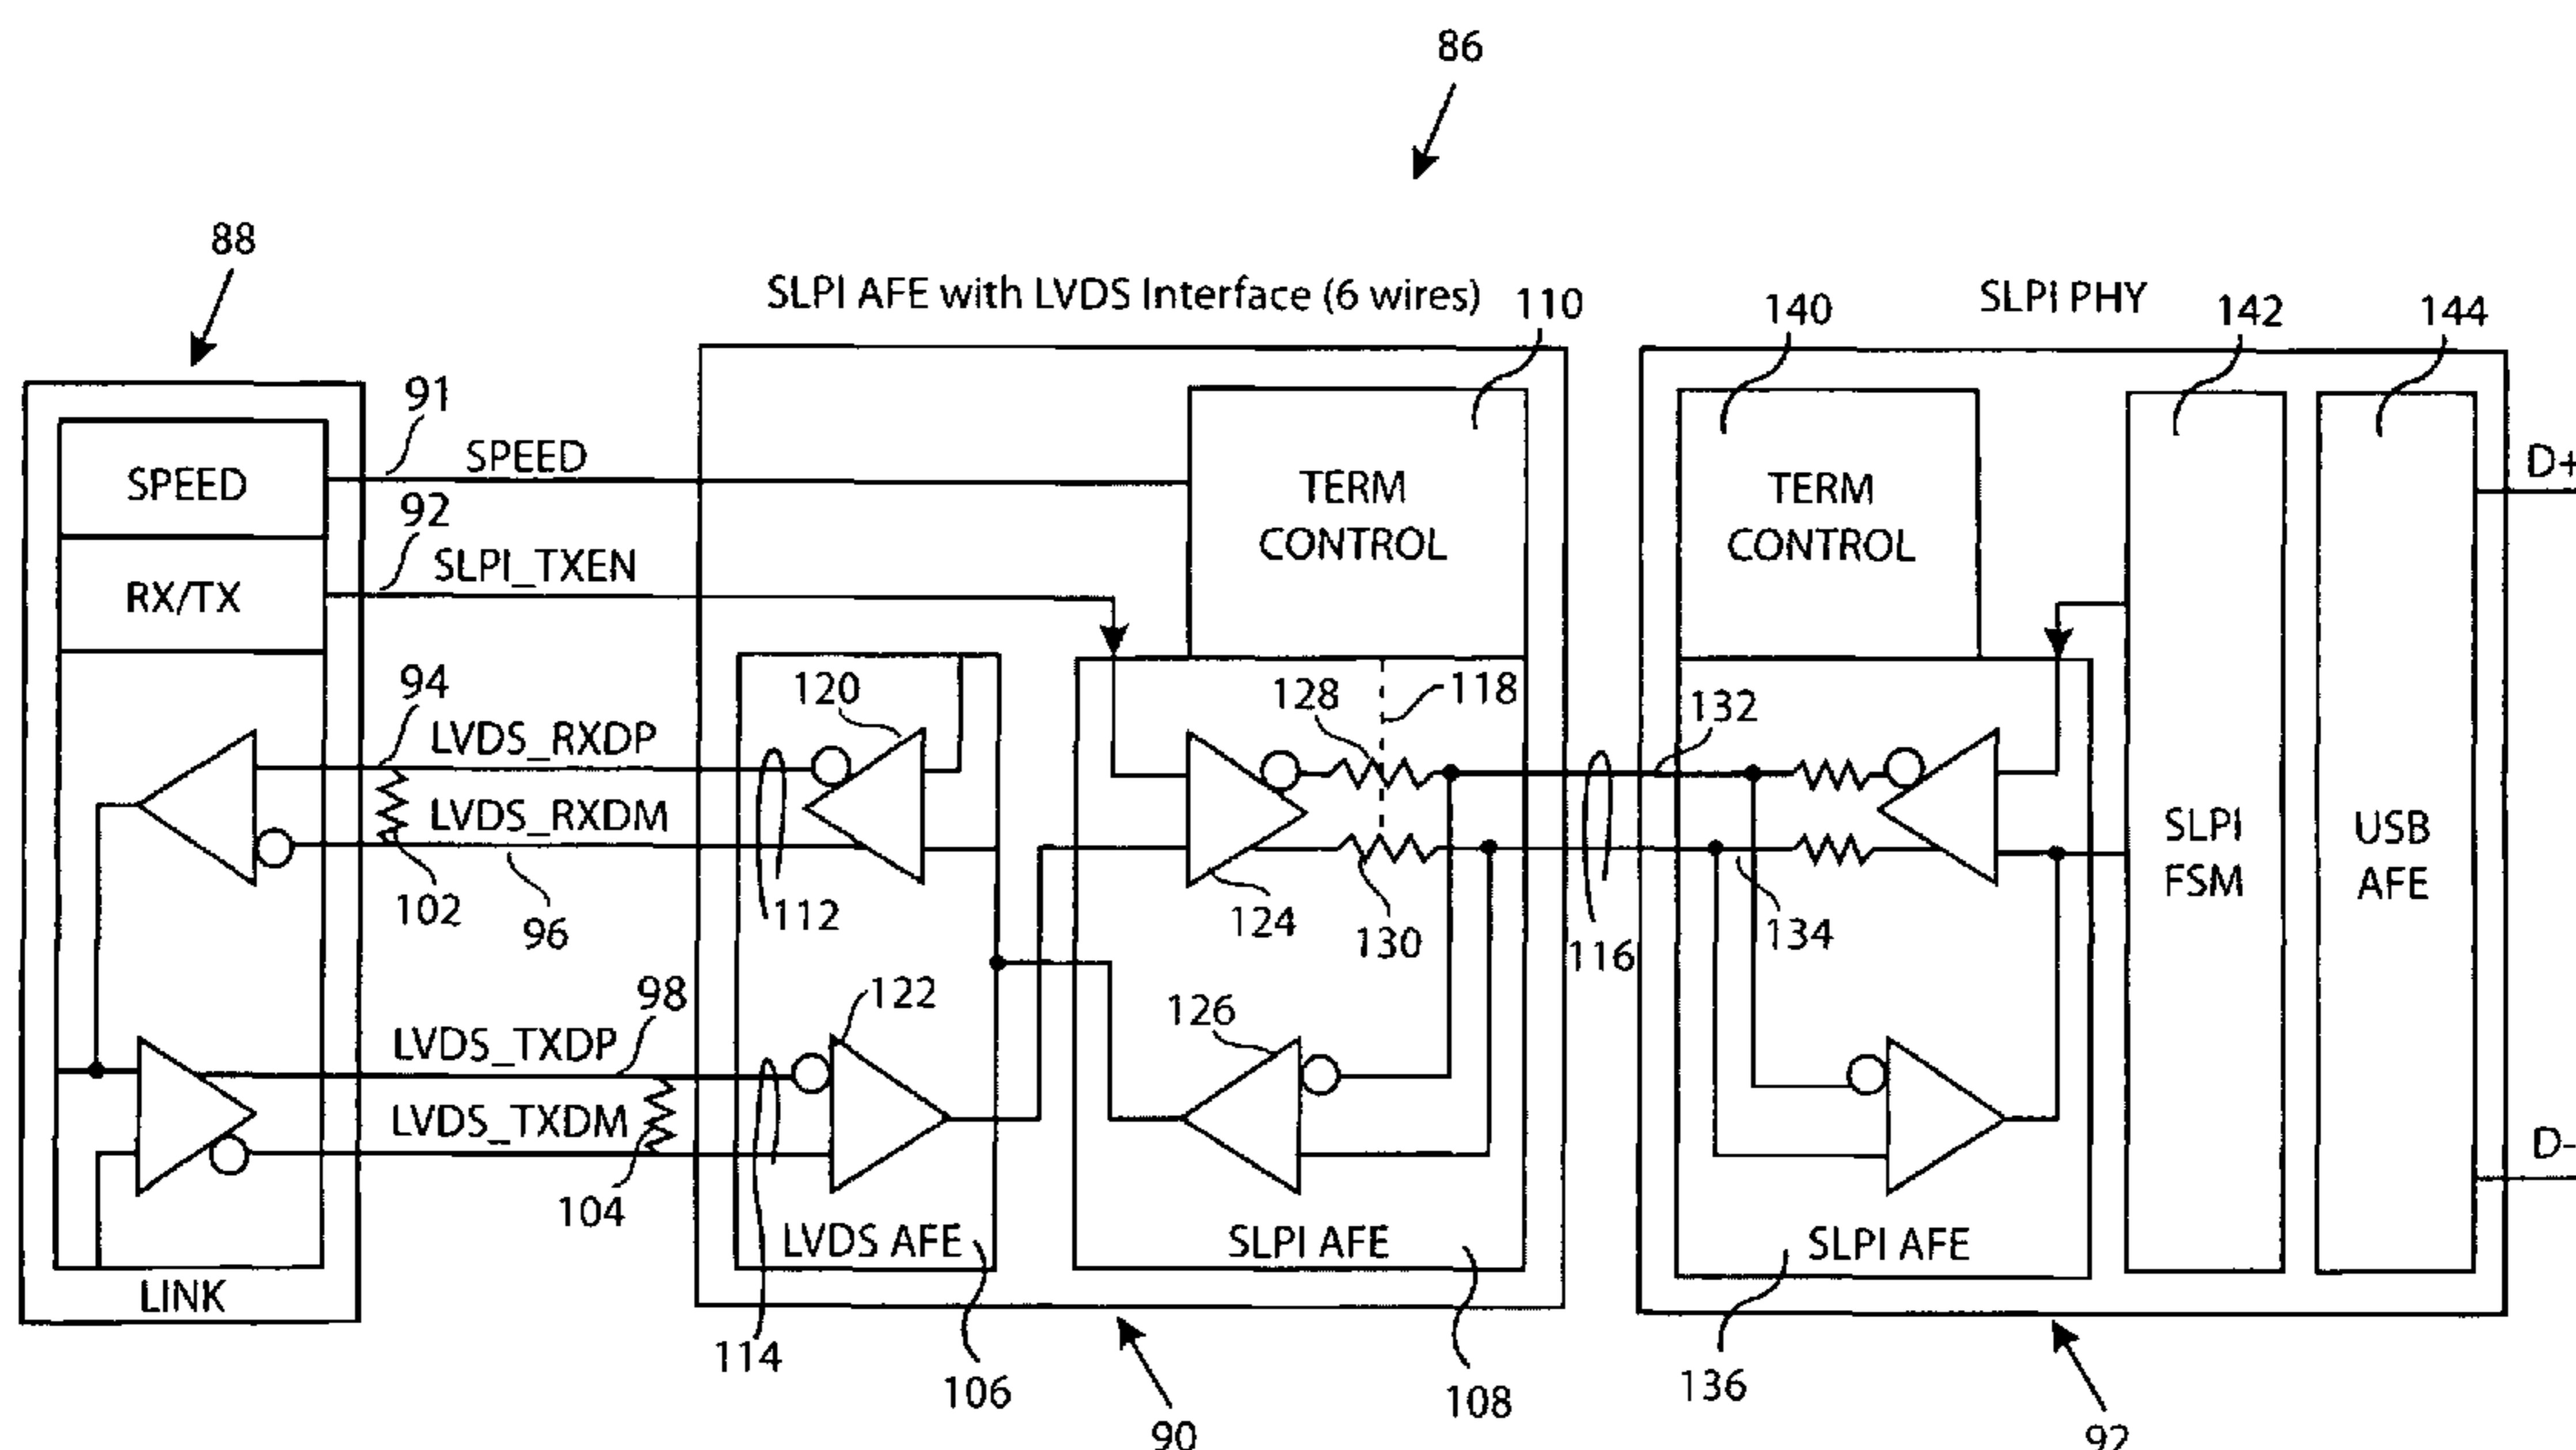 86
88
SLPI AFE with LVDS Interface (6 wires)
110
SLPI PHY
140
142
144
91
SPEED
SPEED
92
SLPI_TXEN
RX/TX
TERM
CONTROL
TERM
CONTROL
D+
94
LVDS_RXDP
120
128
118
132
LVDS_RXDM
102
96
112
124
130
116
134
SLPI
FSM
USB
AFE
98
LVDS_TXDP
122
126
LVDS_TXDM
104
D-
LVDS AFE
SLPI AFE
SLPI AFE
LINK
114
106
108
136
90
92